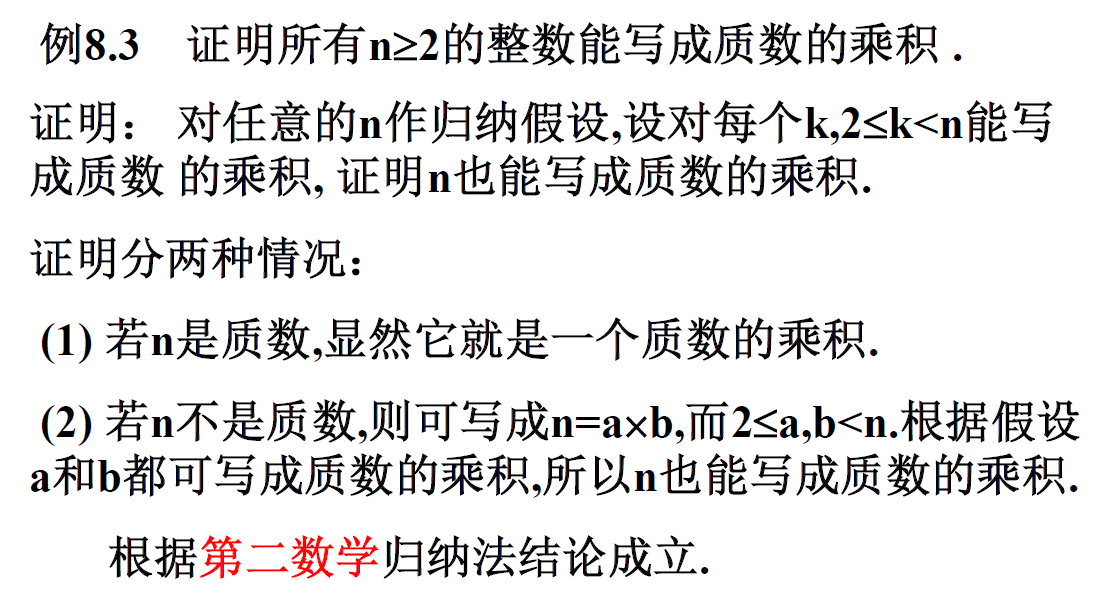 例8.3 证明所有n≥2的整数能写成质数的乘积 .
证明： 对任意的n作归纳假设,设对每个k,2≤k<n能写
成质数 的乘积, 证明n也能写成质数的乘积.
证明分两种情况：
(1) 若n是质数,显然它就是一个质数的乘积.
(2) 若n不是质数,则可写成n=a×b,而2≤a,b<n.根据假设
a和b都可写成质数的乘积,所以n也能写成质数的乘积.
根据第二数学归纳法结论成立.